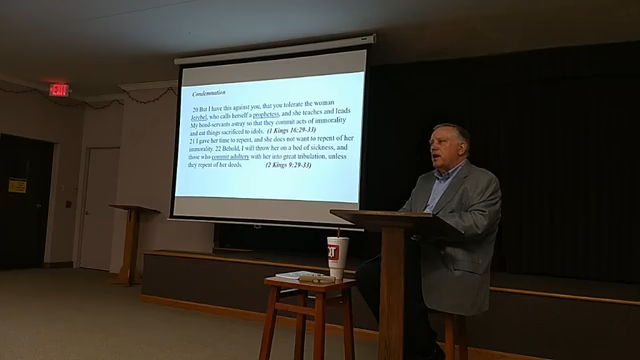 EXIT
Condemnation
20 But I have this against you, that you tolerate the woman
Jezebel, who calls herself a prophetess, and she teaches and leads
My bond-servants astray so that they commit acts of immorality
and eat things sacrificed to idols. (1 Kings 16:29-33)
21 I gave her time to repent, and she does not want to repent of her
immorality. 22 Behold, I will throw her on a bed of sickness, and
those who commit adultery with her into great tribulation, unless
they repent of her deeds. (2 Kings 9:29-33)
QT